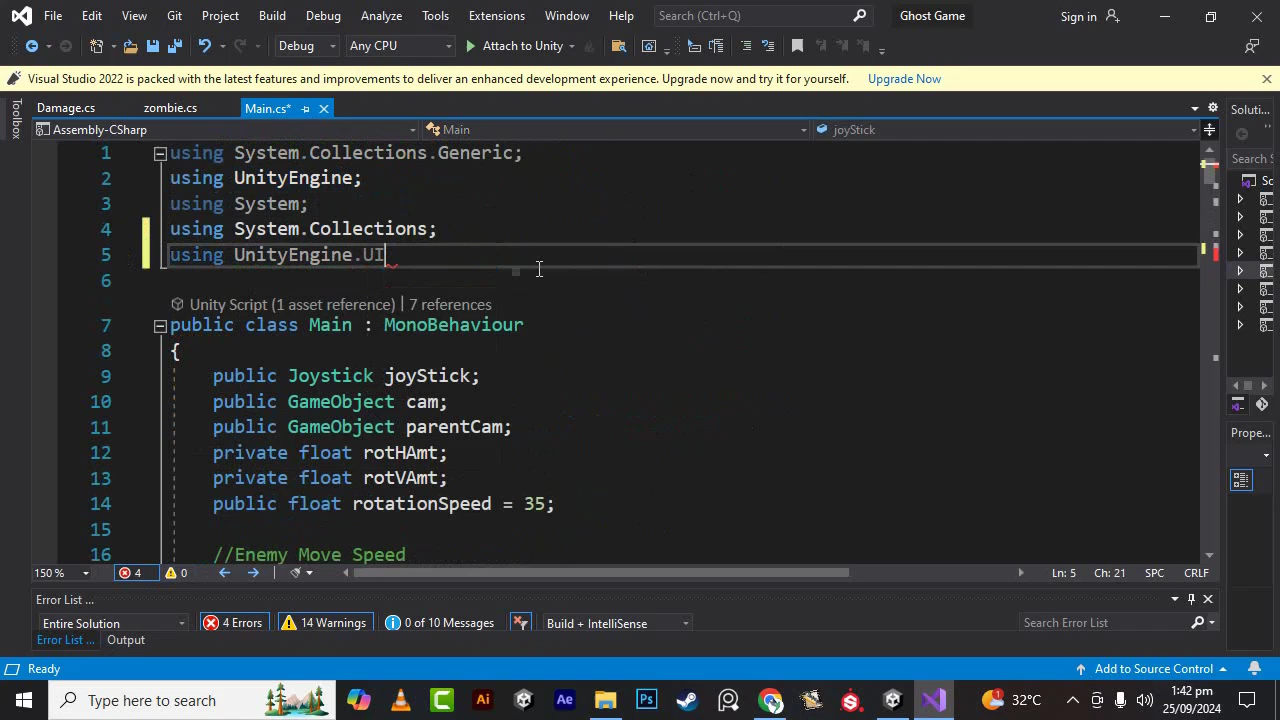 File Edit View Git Project Build Debug Analyze Tools Extensions Window Help Search (Ctrl+Q) Ghost Game Sign in
Debug Any CPU Attach to Unity
Visual Studio 2022 is packed with the latest features and improvements to deliver an enhanced development experience. Upgrade now and try it for yourself. Upgrade Now
Toolbox
Damage.cs zombie.cs Main.cs* Soluti...
Assembly-CSharp Main joyStick
Search S
1 using System.Collections.Generic;
2 using UnityEngine;
3 using System;
4 using System.Collections;
5 using UnityEngine.UI
6
Unity Script (1 asset reference) | 7 references
7 public class Main : MonoBehaviour
8 {
9 public Joystick joyStick;
10 public GameObject cam;
11 public GameObject parentCam;
12 private float rotHAmt;
13 private float rotVAmt;
14 public float rotationSpeed = 35;
15
16 //Enemy Move Speed
Sc
Prope...
150 % 4 0 Ln: 5 Ch: 21 SPC CRLF
Error List ...
Entire Solution 4 Errors 14 Warnings 0 of 10 Messages Build + IntelliSense Search Error List
Error List ... Output
Ready Add to Source Control
Type here to search 1 32°C 1:42 pm
25/09/2024